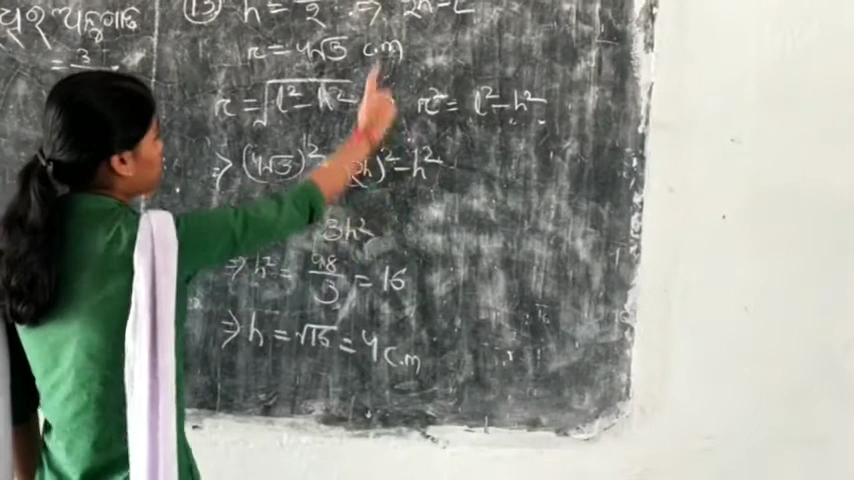 (13) h = l/2 ⇒ 2h = l
r = 4√3 cm
r = √l² - h² r² = l² - h²
⇒ (4√3)² (2h)² - h²
3h²
⇒ h² = 48/3 = 16
⇒ h = √16 = 4 c.m